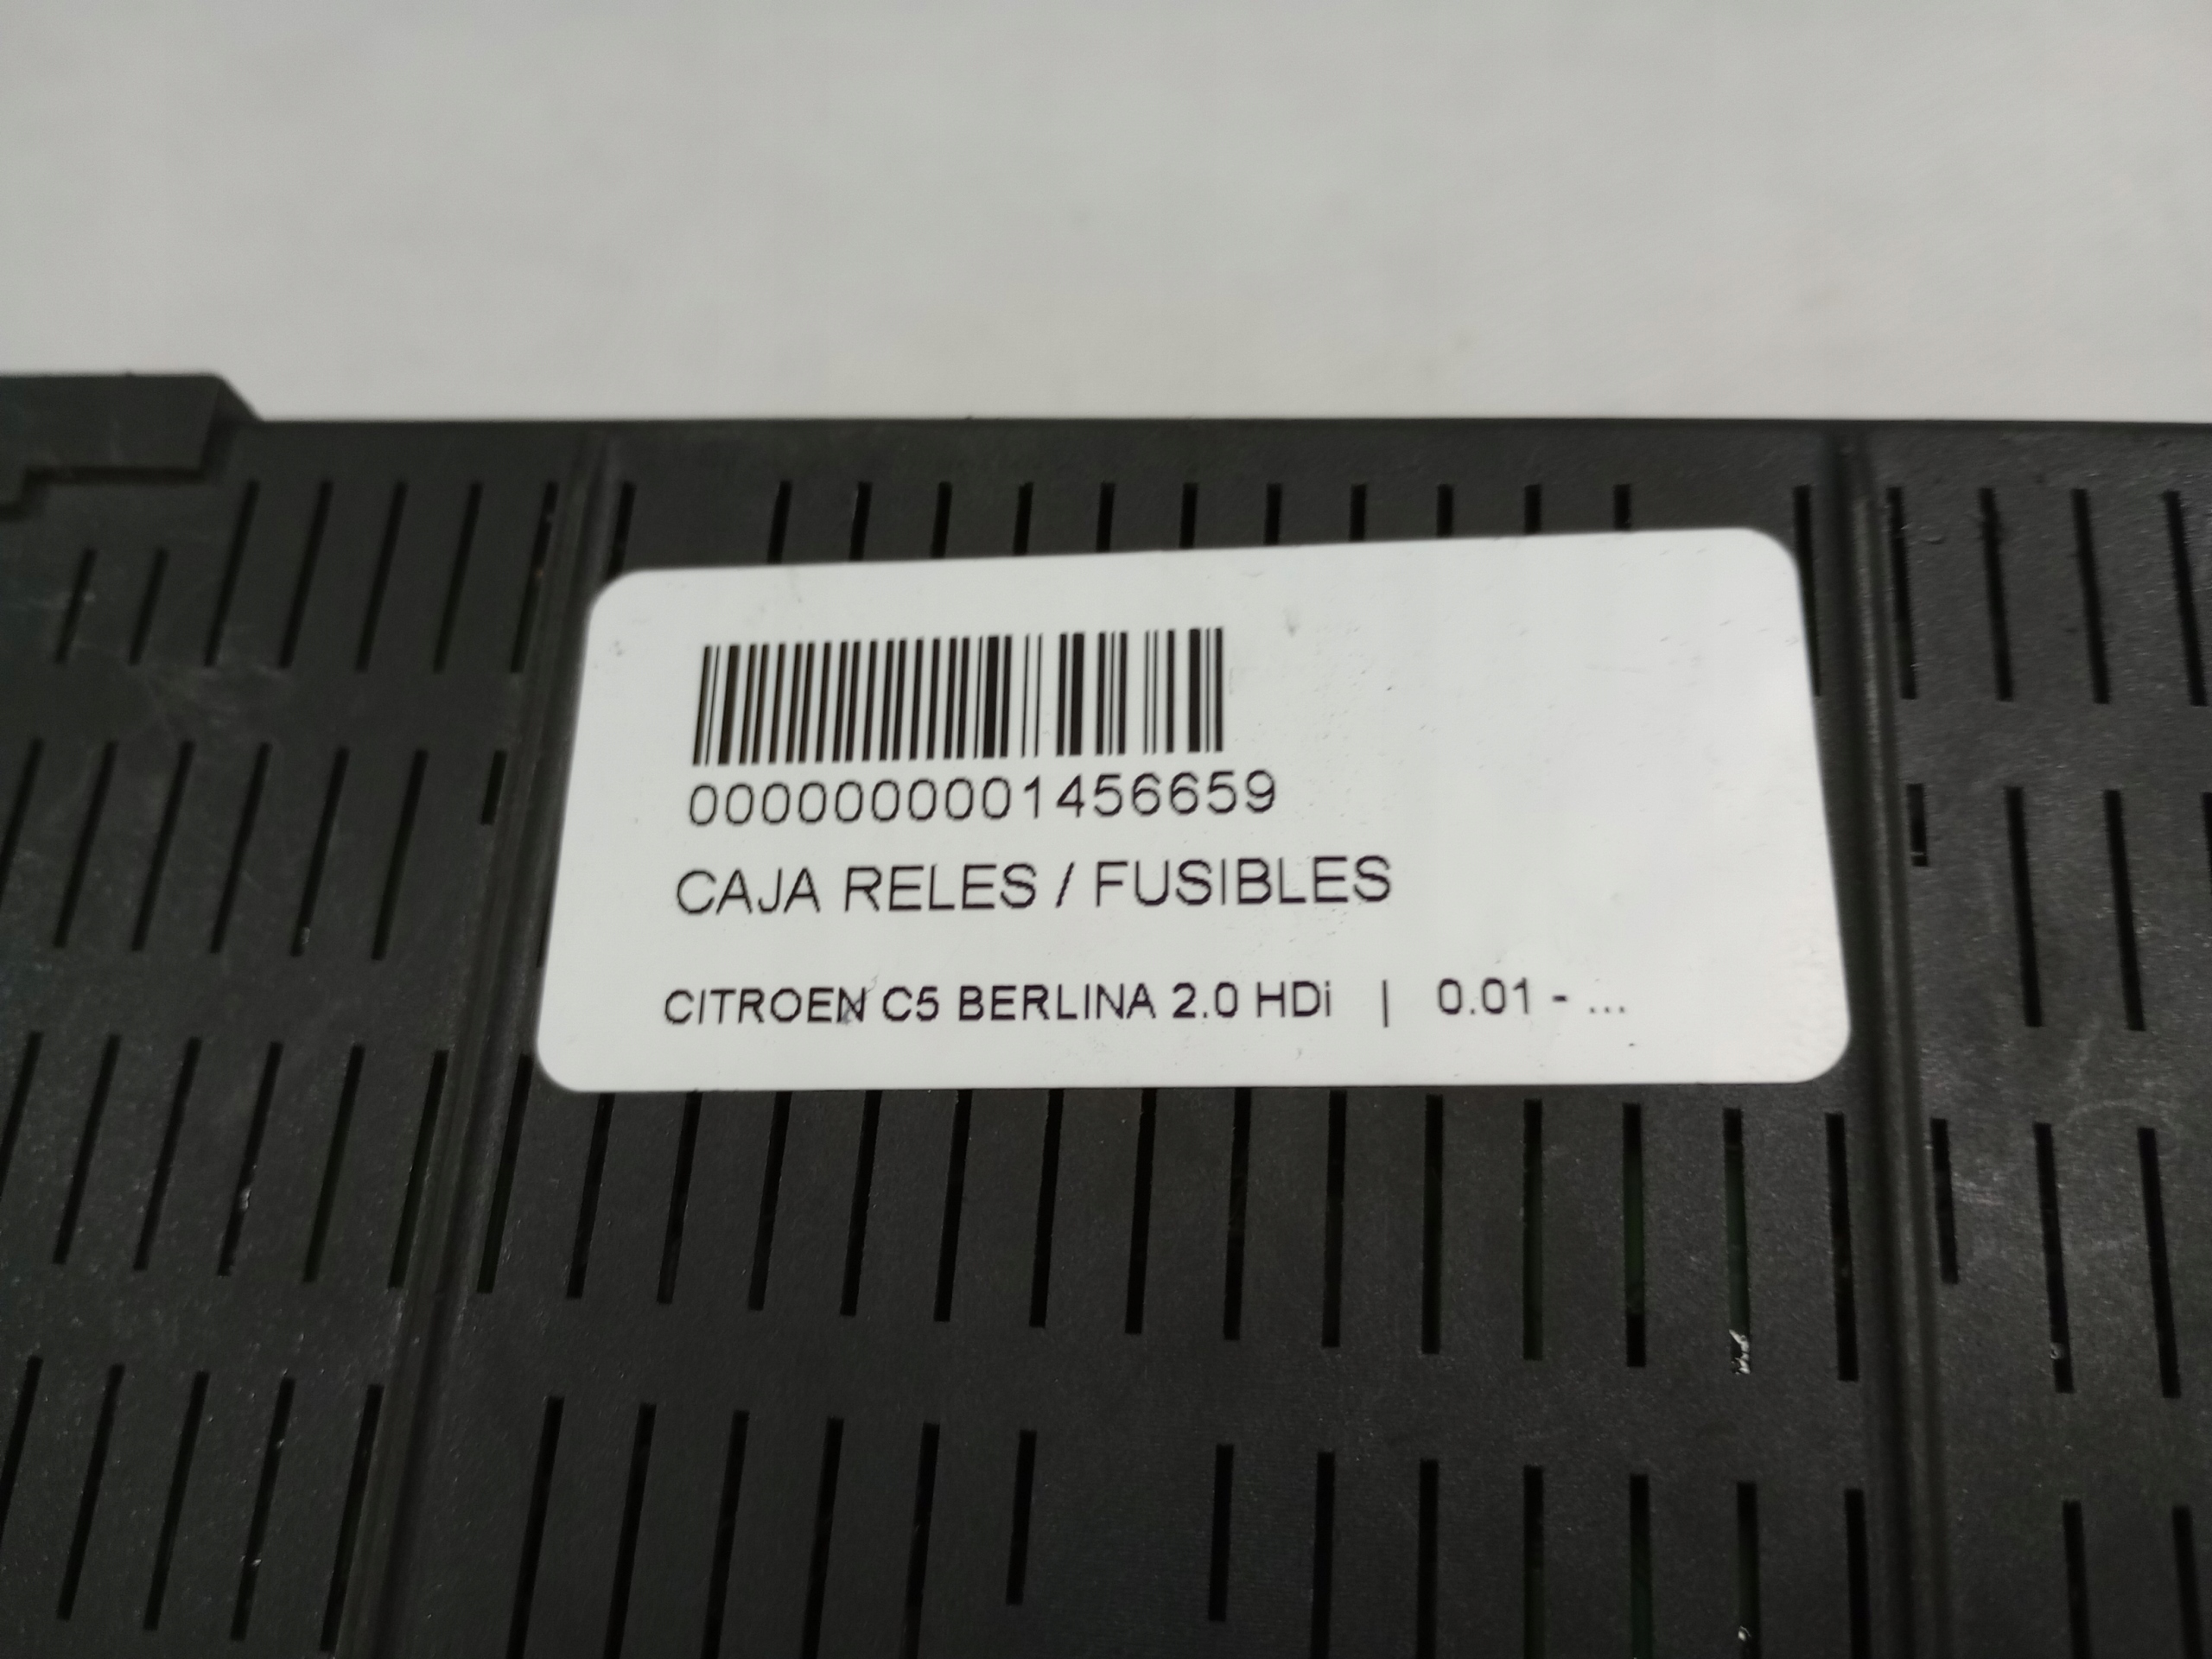 0000000001456659
CAJA RELES / FUSIBLES
CITROEN C5 BERLINA 2.0 HDi | 0.01 - ...